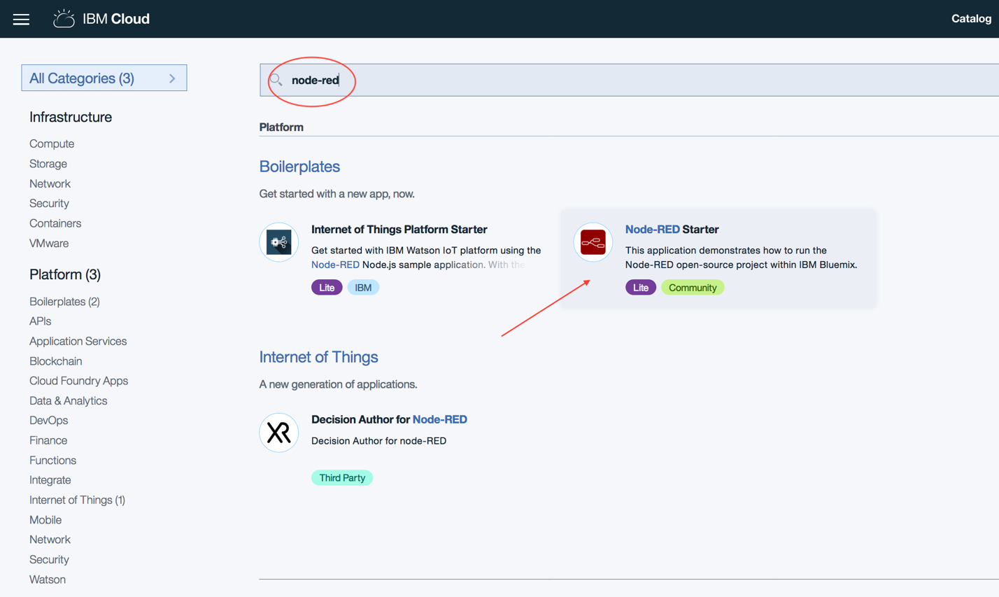 IBM Cloud
Catalog
All Categories (3)
Infrastructure
Compute
Storage
Network
Security
Containers
VMware
Platform (3)
Boilerplates (2)
APIs
Application Services
Blockchain
Cloud Foundry Apps
Data & Analytics
DevOps
Finance
Functions
Integrate
Internet of Things (1)
Mobile
Network
Security
Watson
node-red
Platform
Boilerplates
Get started with a new app, now.
Internet of Things Platform Starter
Get started with IBM Watson IoT platform using the
Node-RED Node.js sample application. With the
Lite IBM
Node-RED Starter
This application demonstrates how to run the
Node-RED open-source project within IBM Bluemix.
Lite Community
Internet of Things
A new generation of applications.
XR
Decision Author for Node-RED
Decision Author for node-RED
Third Party